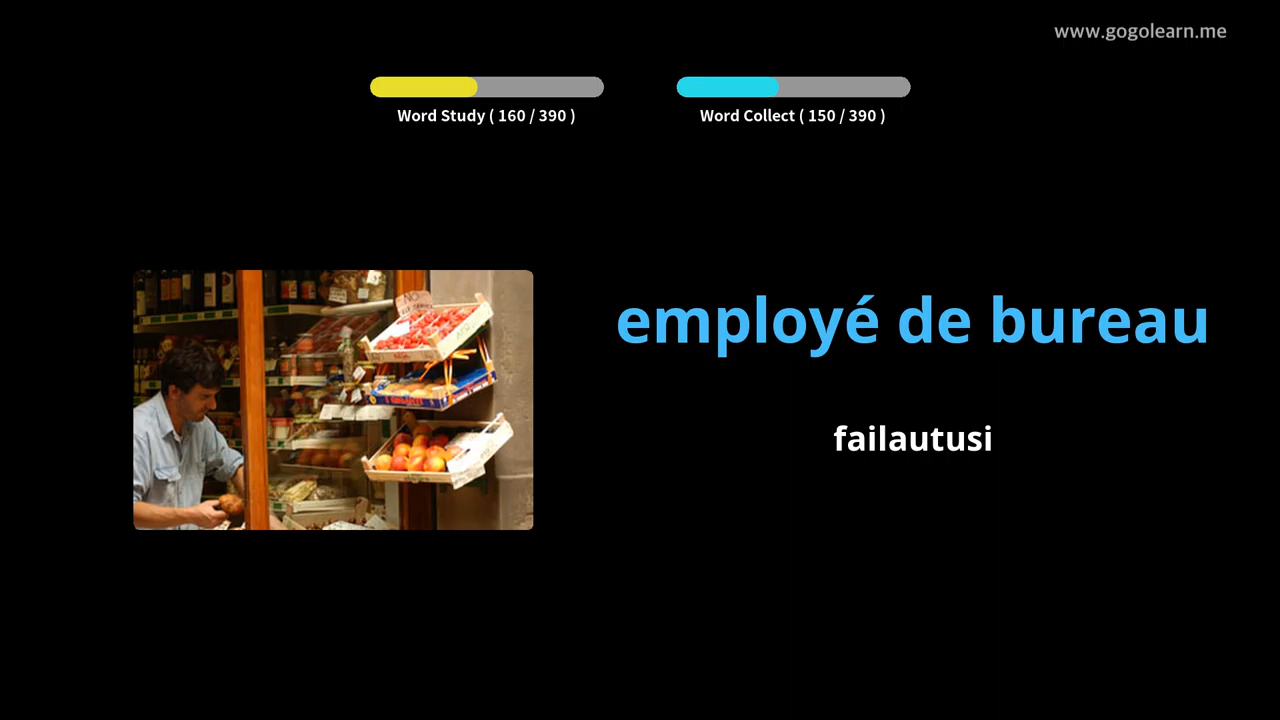 www.gogolearn.me
Word Study ( 160 / 390 )
Word Collect ( 150 / 390 )
employé de bureau
failautusi